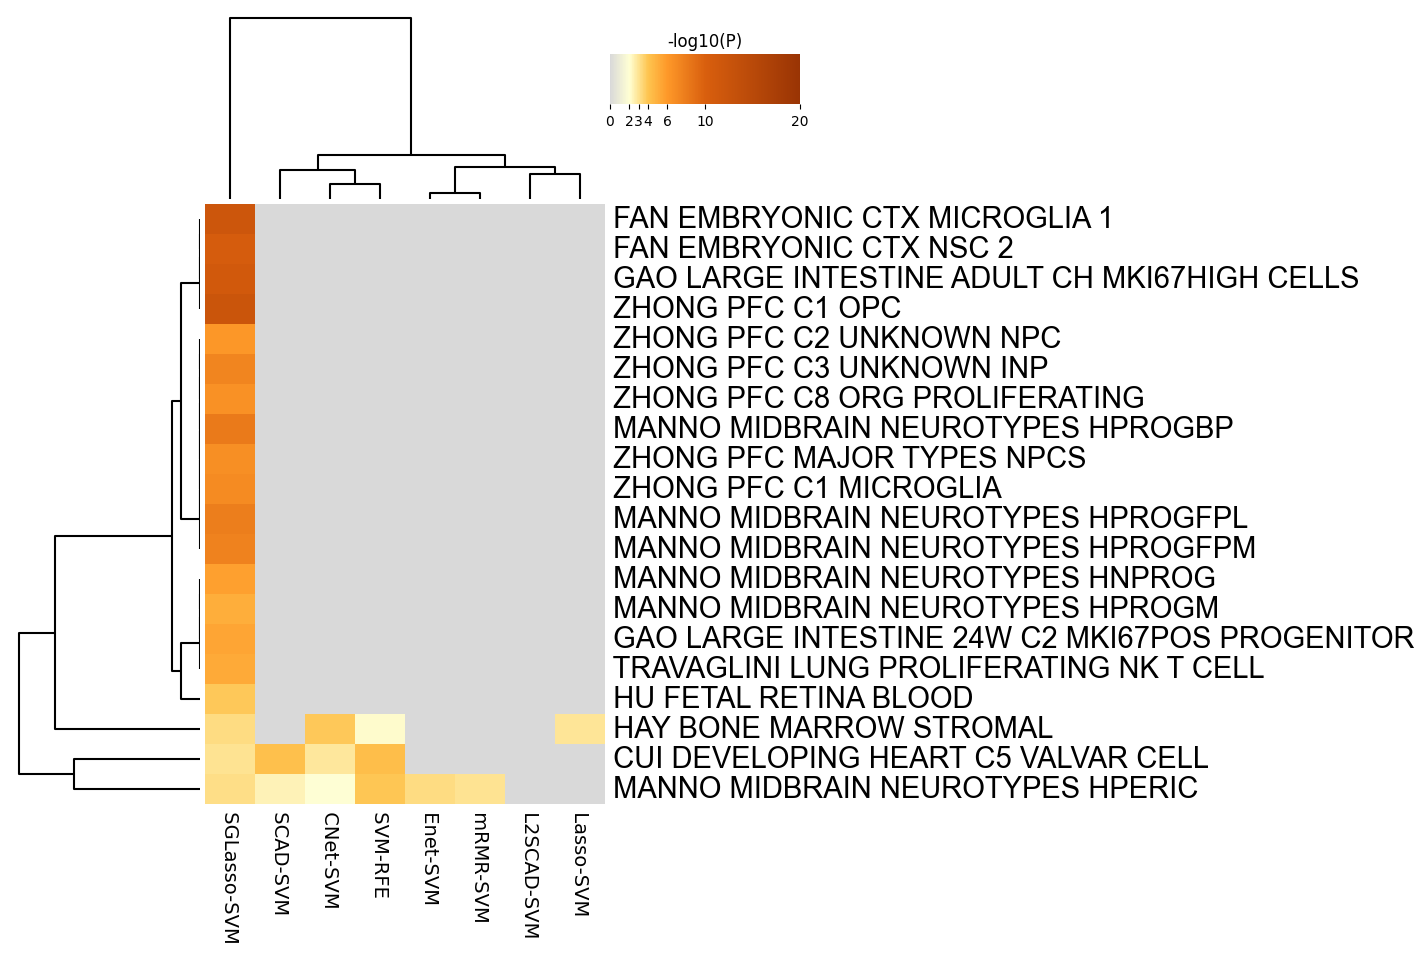 -log10(P)
0 2 3 4 6 10 20
FAN EMBRYONIC CTX MICROGLIA 1
FAN EMBRYONIC CTX NSC 2
GAO LARGE INTESTINE ADULT CH MKI67HIGH CELLS
ZHONG PFC C1 OPC
ZHONG PFC C2 UNKNOWN NPC
ZHONG PFC C3 UNKNOWN INP
ZHONG PFC C8 ORG PROLIFERATING
MANNO MIDBRAIN NEUROTYPES HPROGBP
ZHONG PFC MAJOR TYPES NPCS
ZHONG PFC C1 MICROGLIA
MANNO MIDBRAIN NEUROTYPES HPROGFPL
MANNO MIDBRAIN NEUROTYPES HPROGFPM
MANNO MIDBRAIN NEUROTYPES HNPROG
MANNO MIDBRAIN NEUROTYPES HPROGM
GAO LARGE INTESTINE 24W C2 MKI67POS PROGENITOR
TRAVAGLINI LUNG PROLIFERATING NK T CELL
HU FETAL RETINA BLOOD
HAY BONE MARROW STROMAL
CUI DEVELOPING HEART C5 VALVAR CELL
MANNO MIDBRAIN NEUROTYPES HPERIC
SGLasso-SVM
SCAD-SVM
CNet-SVM
SVM-RFE
Enet-SVM
mRMR-SVM
L2SCAD-SVM
Lasso-SVM